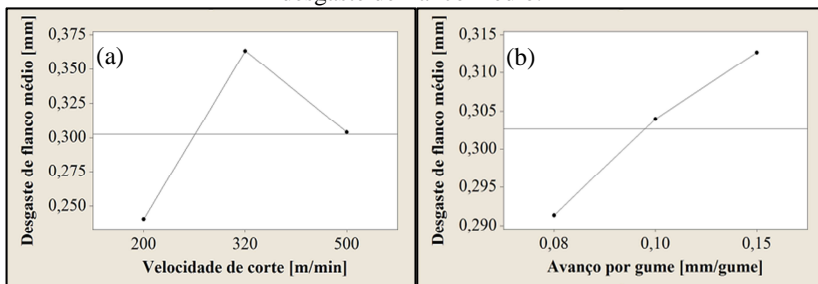 desgaste de flanco médio.
(a)
Desgaste de flanco médio [mm]
0,375
0,350
0,325
0,300
0,275
0,250
200
320
500
Velocidade de corte [m/min]
(b)
Desgaste de flanco médio [mm]
0,315
0,310
0,305
0,300
0,295
0,290
0,08
0,10
0,15
Avanço por gume [mm/gume]